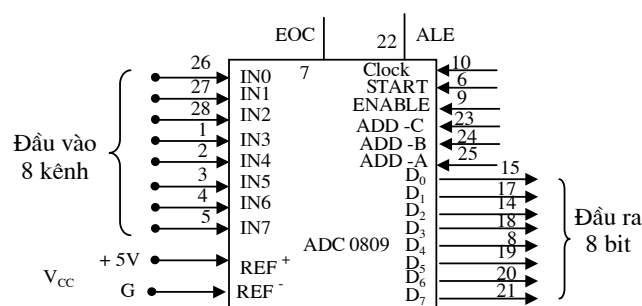 EOC 22 ALE
26 IN0 7 Clock 10
27 IN1 START 6
28 IN2 ENABLE 9
1 IN3 ADD -C 23
2 IN4 ADD -B 24
3 IN5 ADD -A 25
4 IN6
5 IN7
Đầu vào
8 kênh
D0 15
D1 17
D2 14
D3 18
D4 8
D5 19
D6 20
D7 21
Đầu ra
8 bit
ADC 0809
+ 5V REF +
VCC
G REF -